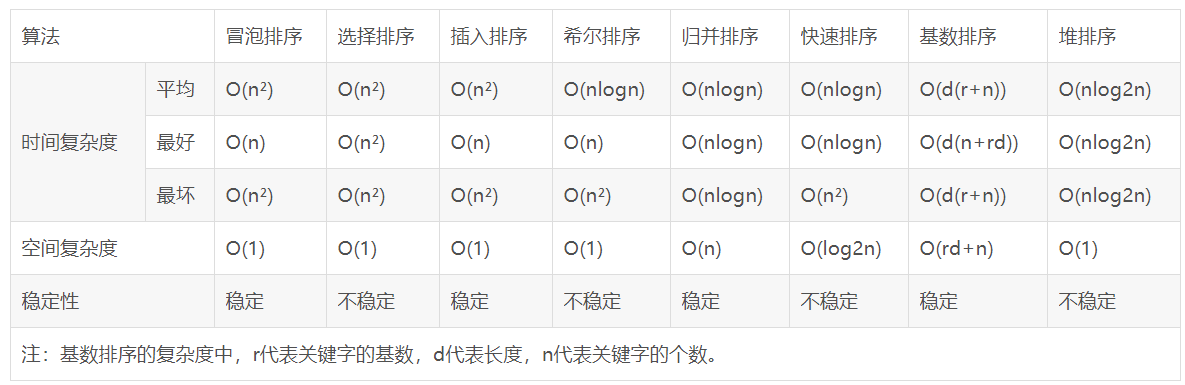 算法 冒泡排序 选择排序 插入排序 希尔排序 归并排序 快速排序 基数排序 堆排序
时间复杂度 平均 O(n²) O(n²) O(n²) O(nlogn) O(nlogn) O(nlogn) O(d(r+n)) O(nlog2n)
最好 O(n) O(n²) O(n) O(n) O(nlogn) O(nlogn) O(d(n+rd)) O(nlog2n)
最坏 O(n²) O(n²) O(n²) O(n²) O(nlogn) O(n²) O(d(r+n)) O(nlog2n)
空间复杂度 O(1) O(1) O(1) O(1) O(n) O(log2n) O(rd+n) O(1)
稳定性 稳定 不稳定 稳定 不稳定 稳定 不稳定 稳定 不稳定
注：基数排序的复杂度中，r代表关键字的基数，d代表长度，n代表关键字的个数。